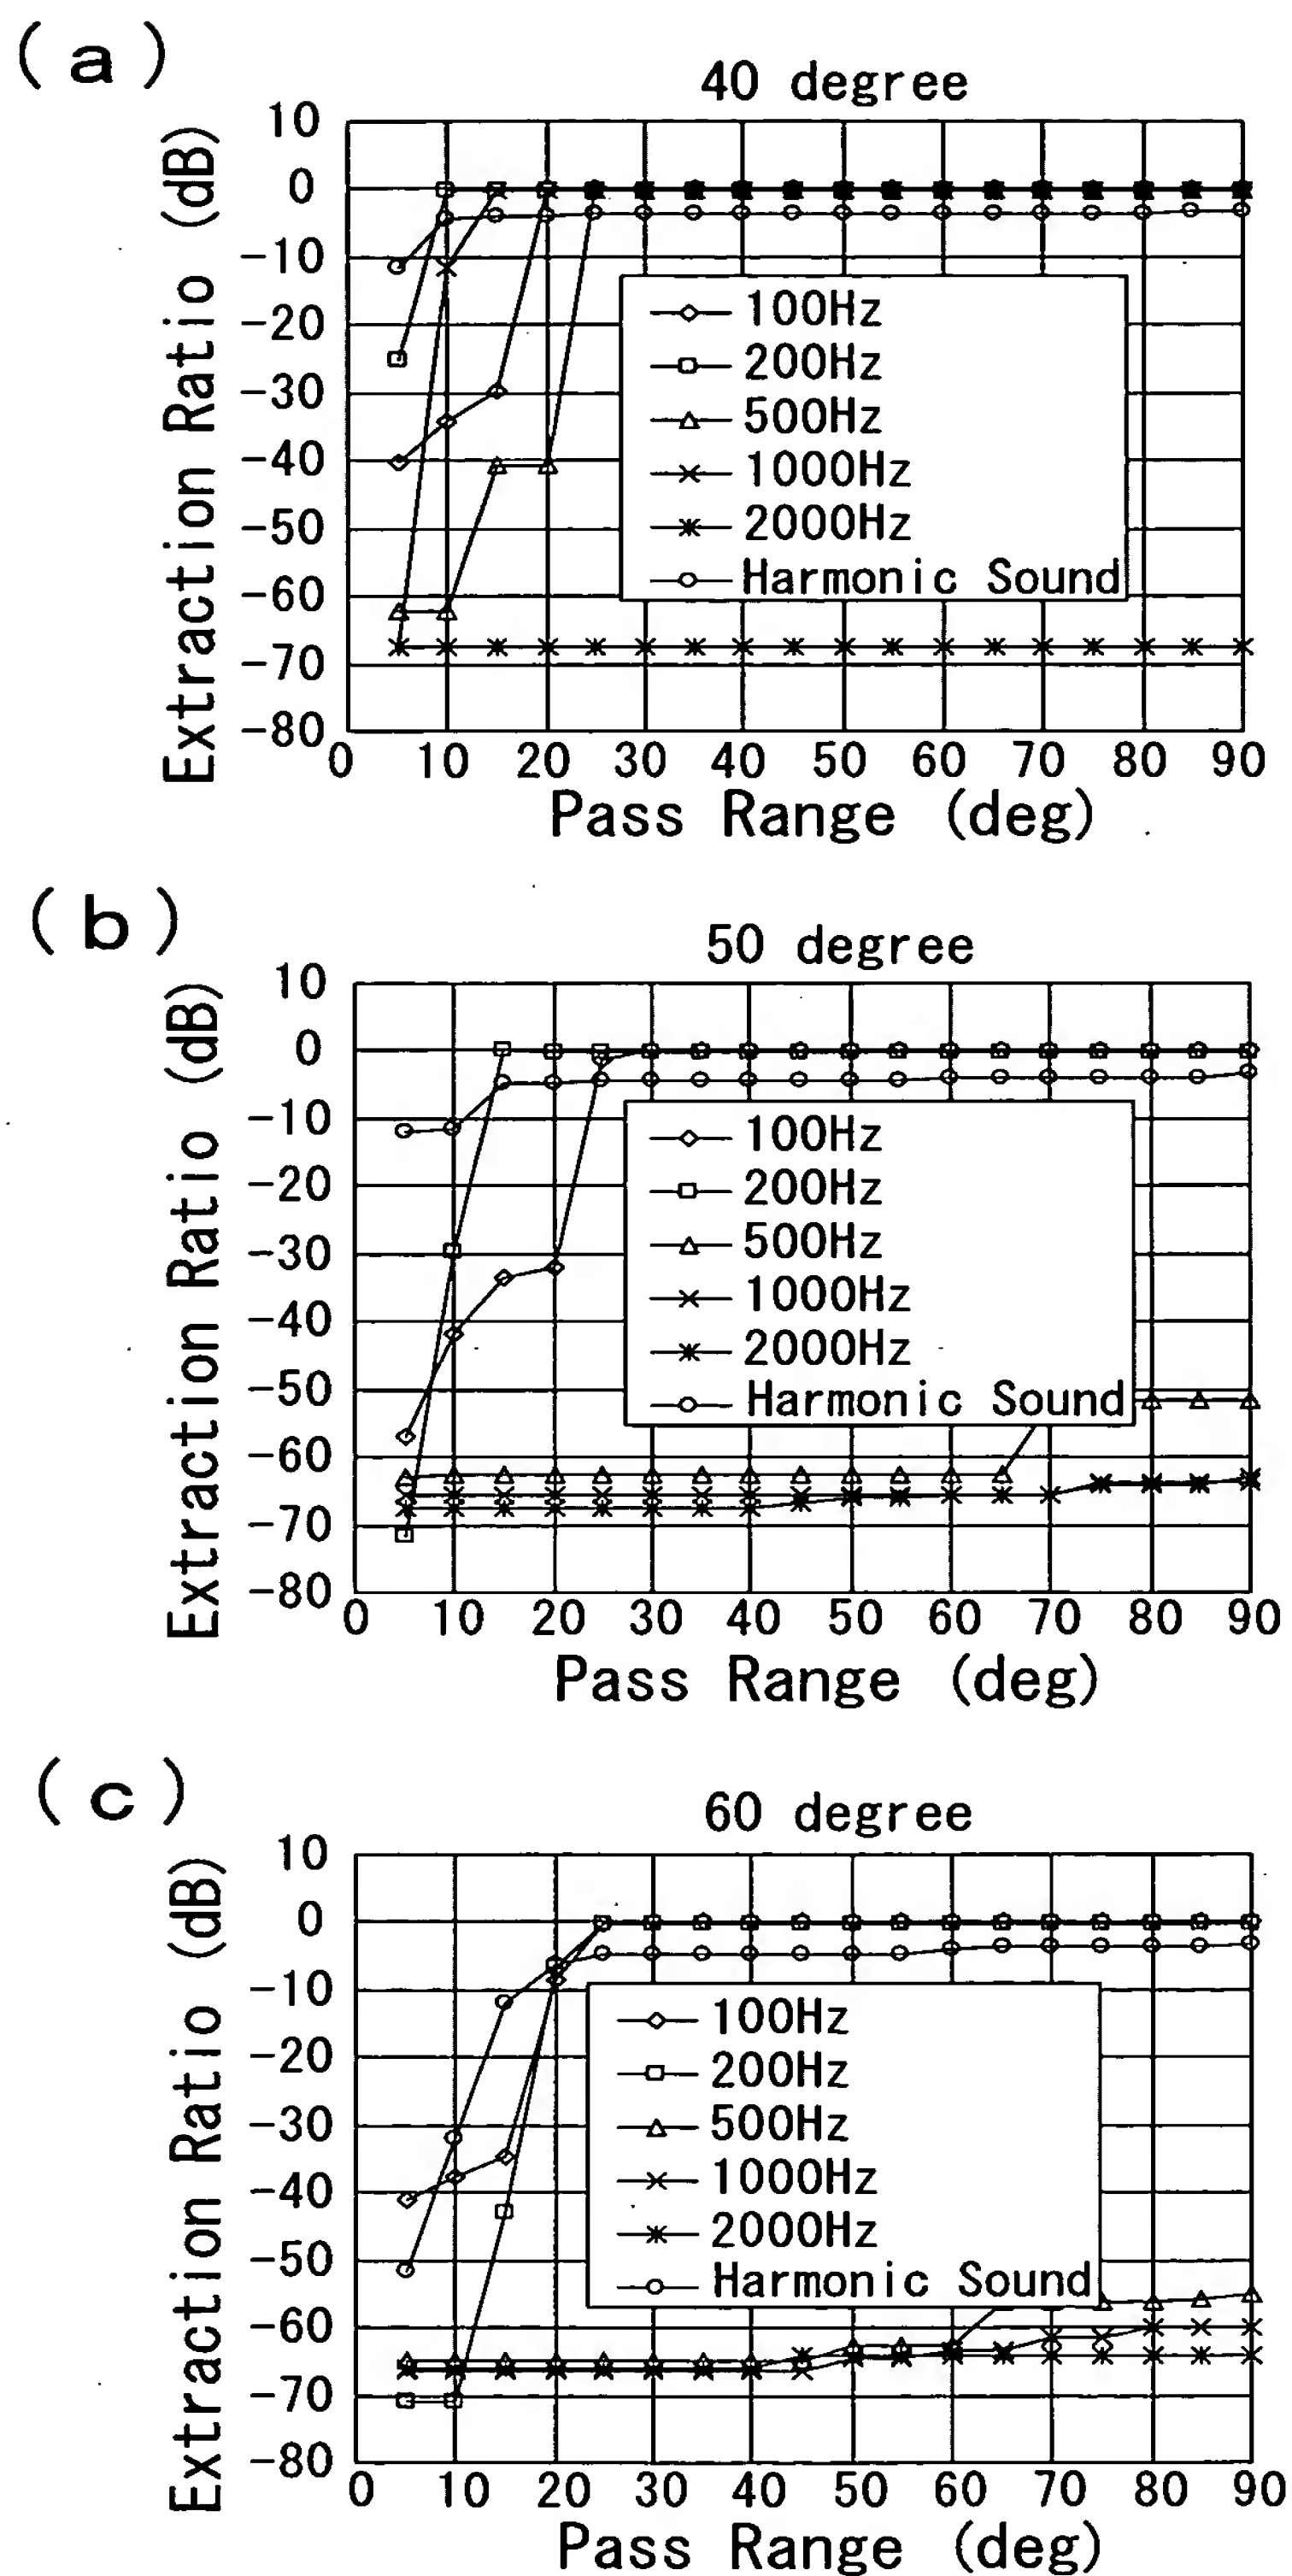 (a)
40 degree
Extraction Ratio (dB)
10
0
-10
-20
-30
-40
-50
-60
-70
-80
100Hz
200Hz
500Hz
1000Hz
2000Hz
Harmonic Sound
0 10 20 30 40 50 60 70 80 90
Pass Range (deg)
(b)
50 degree
Extraction Ratio (dB)
10
0
-10
-20
-30
-40
-50
-60
-70
-80
100Hz
200Hz
500Hz
1000Hz
2000Hz
Harmonic Sound
0 10 20 30 40 50 60 70 80 90
Pass Range (deg)
(c)
60 degree
Extraction Ratio (dB)
10
0
-10
-20
-30
-40
-50
-60
-70
-80
100Hz
200Hz
500Hz
1000Hz
2000Hz
Harmonic Sound
0 10 20 30 40 50 60 70 80 90
Pass Range (deg)